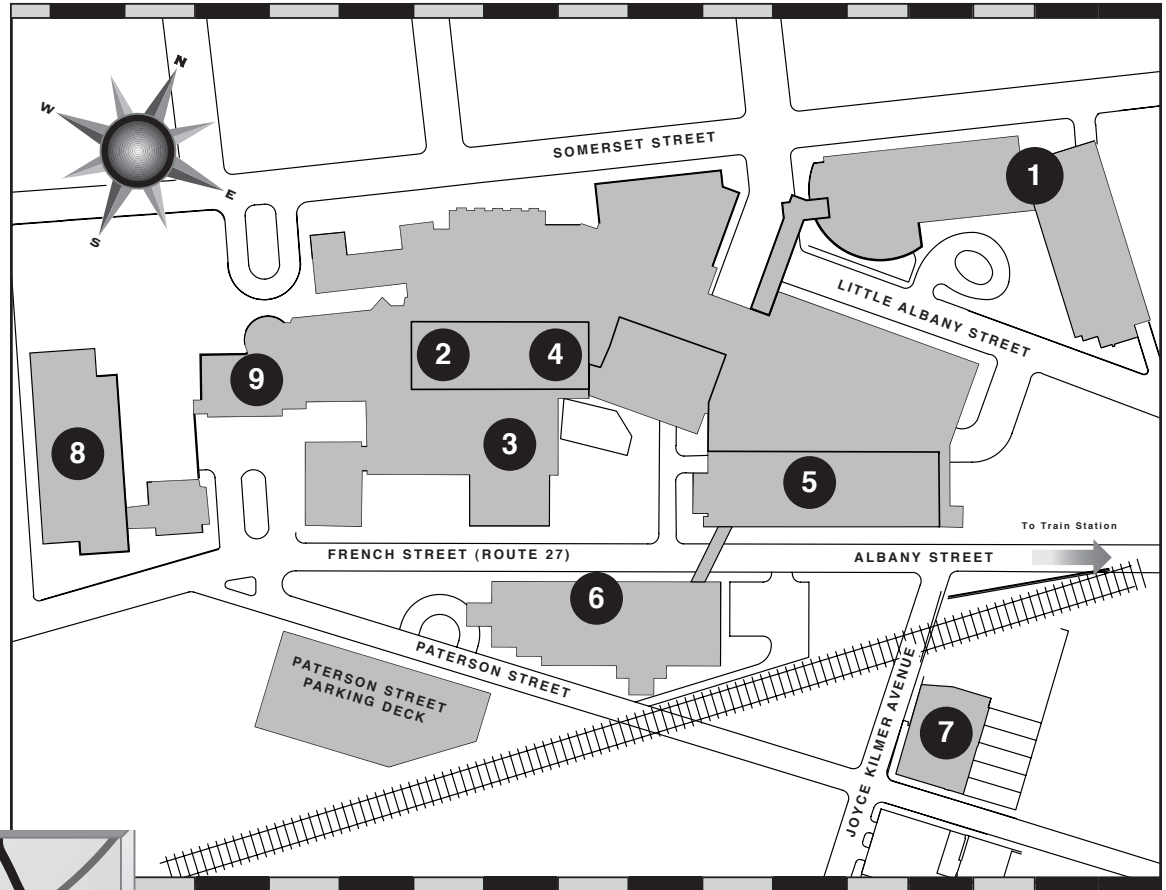 N
W
E
S
SOMERSET STREET
1
LITTLE ALBANY STREET
2
4
9
3
8
5
To Train Station
FRENCH STREET (ROUTE 27)
ALBANY STREET
6
PATERSON STREET
PATERSON STREET
PARKING DECK
JOYCE KILMER AVENUE
7